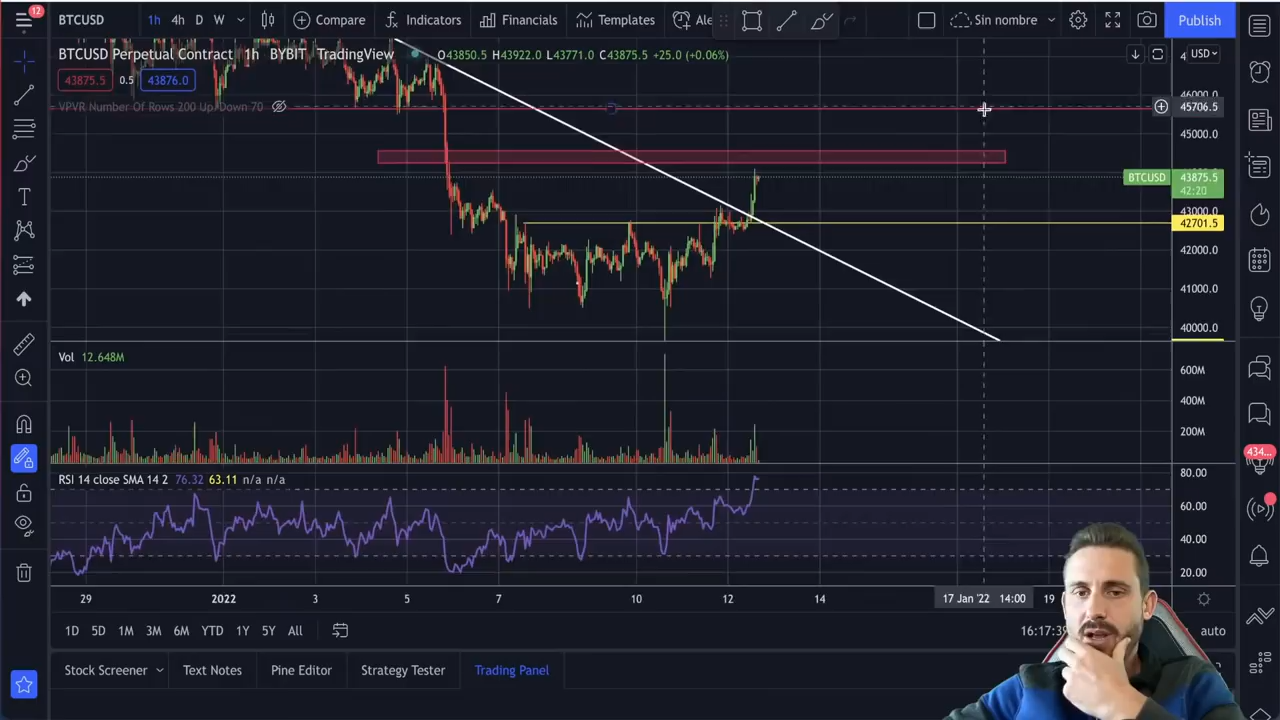 12
BTCUSD 1h 4h D W Compare Indicators Financials Templates Ale Sin nombre Publish
BTCUSD Perpetual Contract 1h BYBIT TradingView O43850.5 H43922.0 L43771.0 C43875.5 +25.0 (+0.06%) USD
43875.5 0.5 43876.0
VPVR Number Of Rows 200 Up/Down 70
46000.0
45706.5
45000.0
BTCUSD 43875.5
42:20
43000.0
42701.5
42000.0
41000.0
40000.0
Vol 12.648M
600M
400M
200M
434...
RSI 14 close SMA 14 2 76.32 63.11 n/a n/a
80.00
60.00
40.00
20.00
29 2022 3 5 7 10 12 14 17 Jan '22 14:00 19
1D 5D 1M 3M 6M YTD 1Y 5Y All 16:17:39 auto
Stock Screener Text Notes Pine Editor Strategy Tester Trading Panel